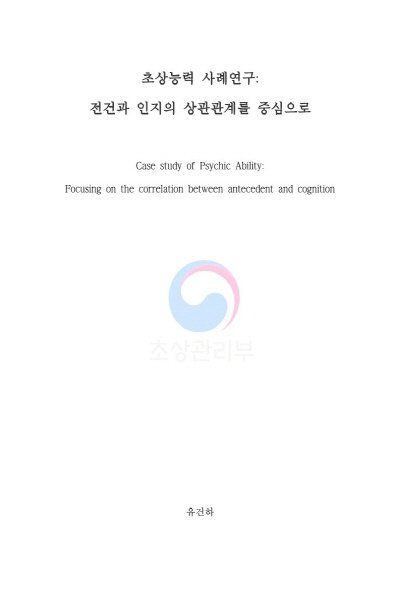 초상능력 사례연구:
전건과 인지의 상관관계를 중심으로
Case study of Psychic Ability:
Focusing on the correlation between antecedent and cognition
초상관리부
유건하